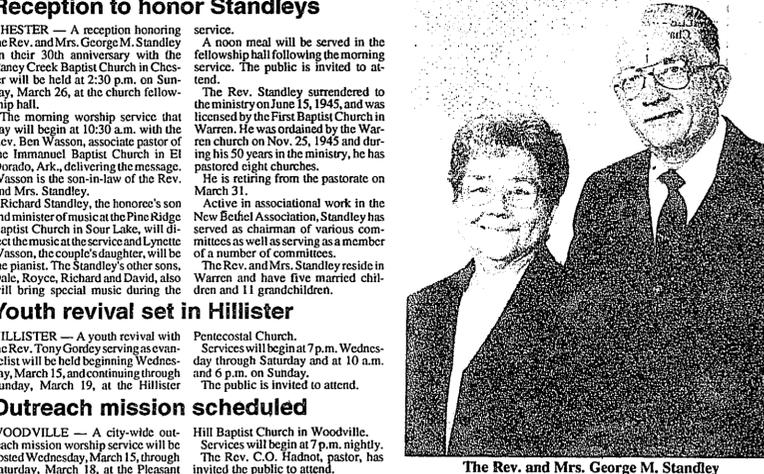 Reception to honor Standleys
HESTER — A reception honoring
e Rev. and Mrs. George M. Standley
n their 30th anniversary with the
ancy Creek Baptist Church in Ches-
r will be held at 2:30 p.m. on Sun-
ay, March 26, at the church fellow-
hip hall.
The morning worship service that
ay will begin at 10:30 a.m. with the
ev. Ben Wasson, associate pastor of
e Immanuel Baptist Church in El
orado, Ark., delivering the message.
Wasson is the son-in-law of the Rev.
nd Mrs. Standley.
Richard Standley, the honoree's son
nd minister of music at the Pine Ridge
aptist Church in Sour Lake, will di-
ect the music at the service and Lynette
Wasson, the couple's daughter, will be
e pianist. The Standley's other sons,
ale, Royce, Richard and David, also
ill bring special music during the
service.
A noon meal will be served in the
fellowship hall following the morning
service. The public is invited to at-
tend.
The Rev. Standley surrendered to
the ministry on June 15, 1945, and was
licensed by the First Baptist Church in
Warren. He was ordained by the War-
ren church on Nov. 25, 1945 and dur-
ing his 50 years in the ministry, he has
pastored eight churches.
He is retiring from the pastorate on
March 31.
Active in associational work in the
New Bethel Association, Standley has
served as chairman of various com-
mittees as well as serving as a member
of a number of committees.
The Rev. and Mrs. Standley reside in
Warren and have five married chil-
dren and 11 grandchildren.
The Rev. and Mrs. George M. Standley
Youth revival set in Hillister
ILLISTER — A youth revival with
e Rev. Tony Gordey serving as evan-
elist will be held beginning Wednes-
ay, March 15, and continuing through
unday, March 19, at the Hillister
Pentecostal Church.
Services will begin at 7 p.m. Wednes-
day through Saturday and at 10 a.m.
and 6 p.m. on Sunday.
The public is invited to attend.
Outreach mission scheduled
WOODVILLE — A city-wide out-
each mission worship service will be
osted Wednesday, March 15, through
aturday, March 18, at the Pleasant
Hill Baptist Church in Woodville.
Services will begin at 7 p.m. nightly.
The Rev. C.O. Hadnot, pastor, has
invited the public to attend.